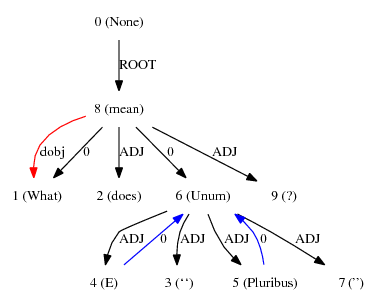 0 (None)
ROOT
8 (mean)
dobj 0 ADJ 0 ADJ
1 (What) 2 (does) 6 (Unum) 9 (?)
ADJ 0 ADJ ADJ 0 ADJ
4 (E) 3 (‘‘) 5 (Pluribus) 7 (’’)